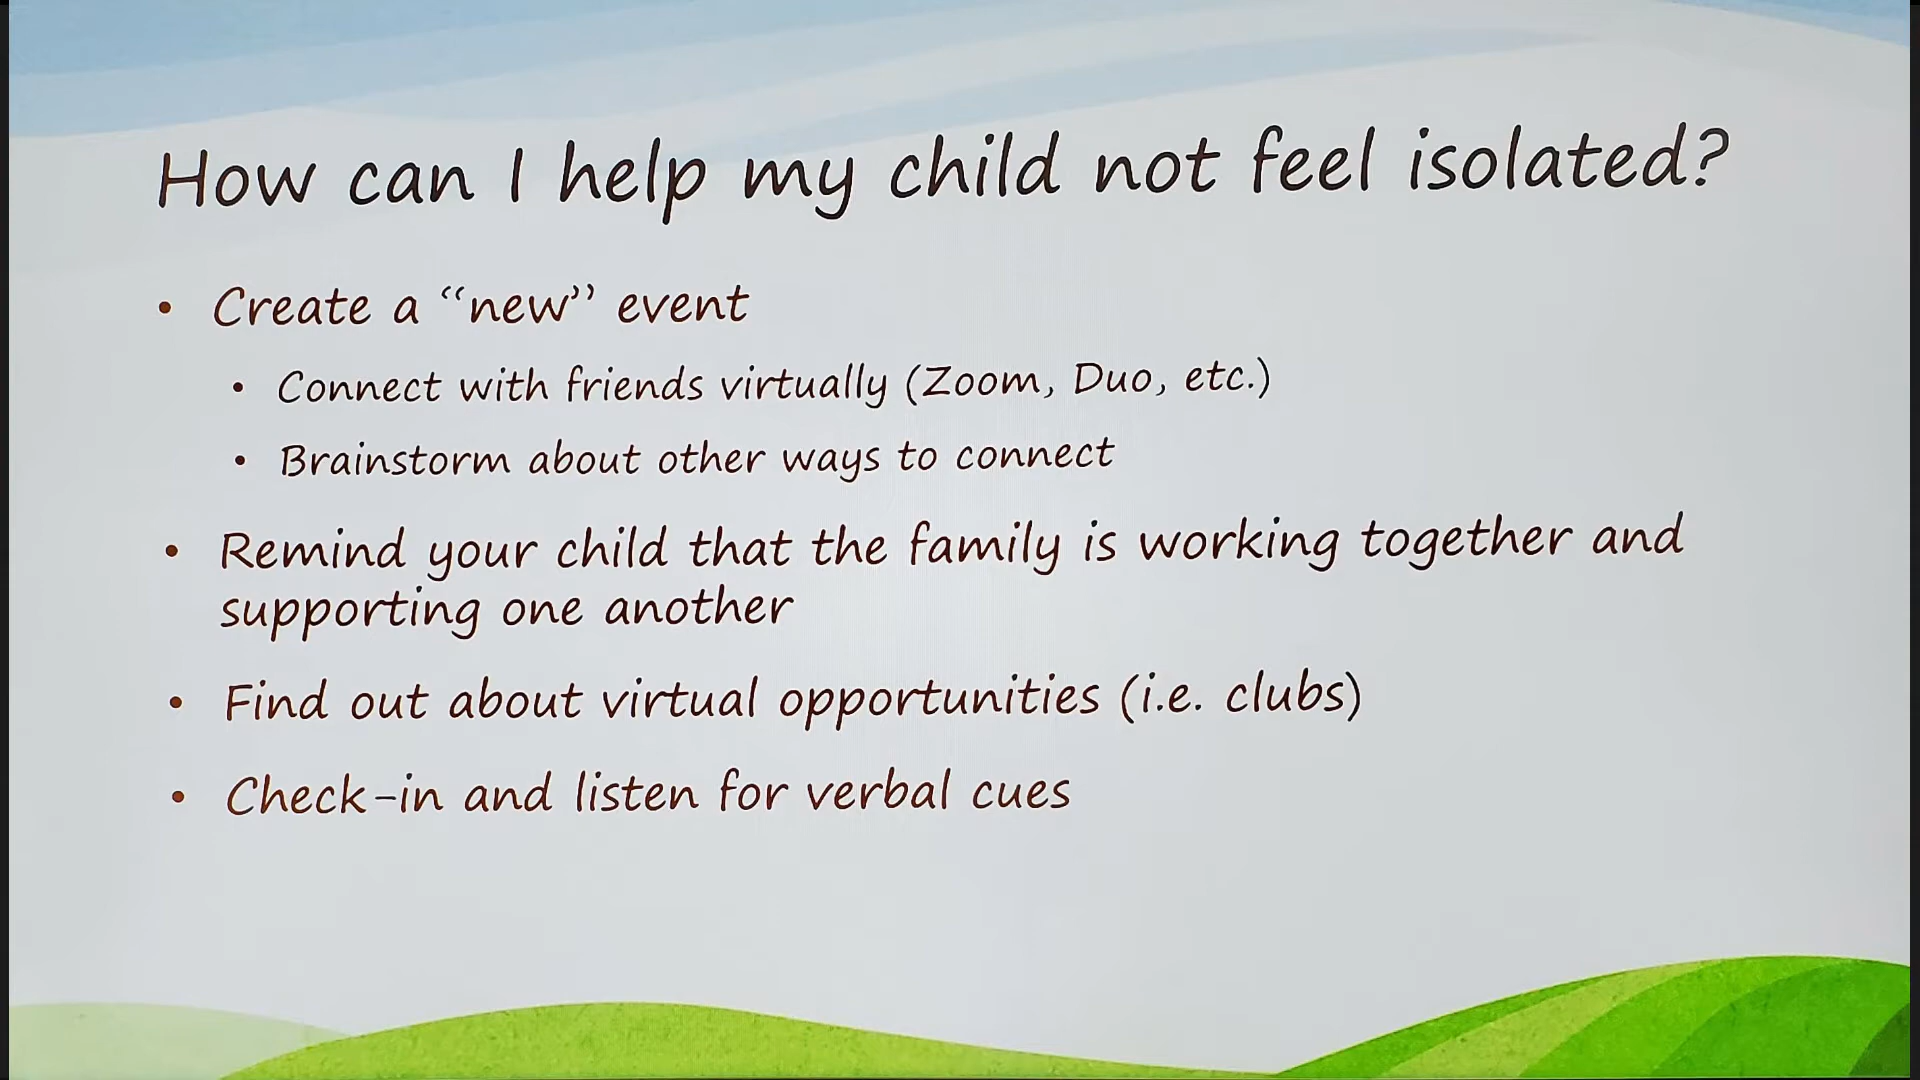 How can I help my child not feel isolated?
• Create a “new” event
• Connect with friends virtually (Zoom, Duo, etc.)
• Brainstorm about other ways to connect
• Remind your child that the family is working together and
supporting one another
• Find out about virtual opportunities (i.e. clubs)
• Check-in and listen for verbal cues